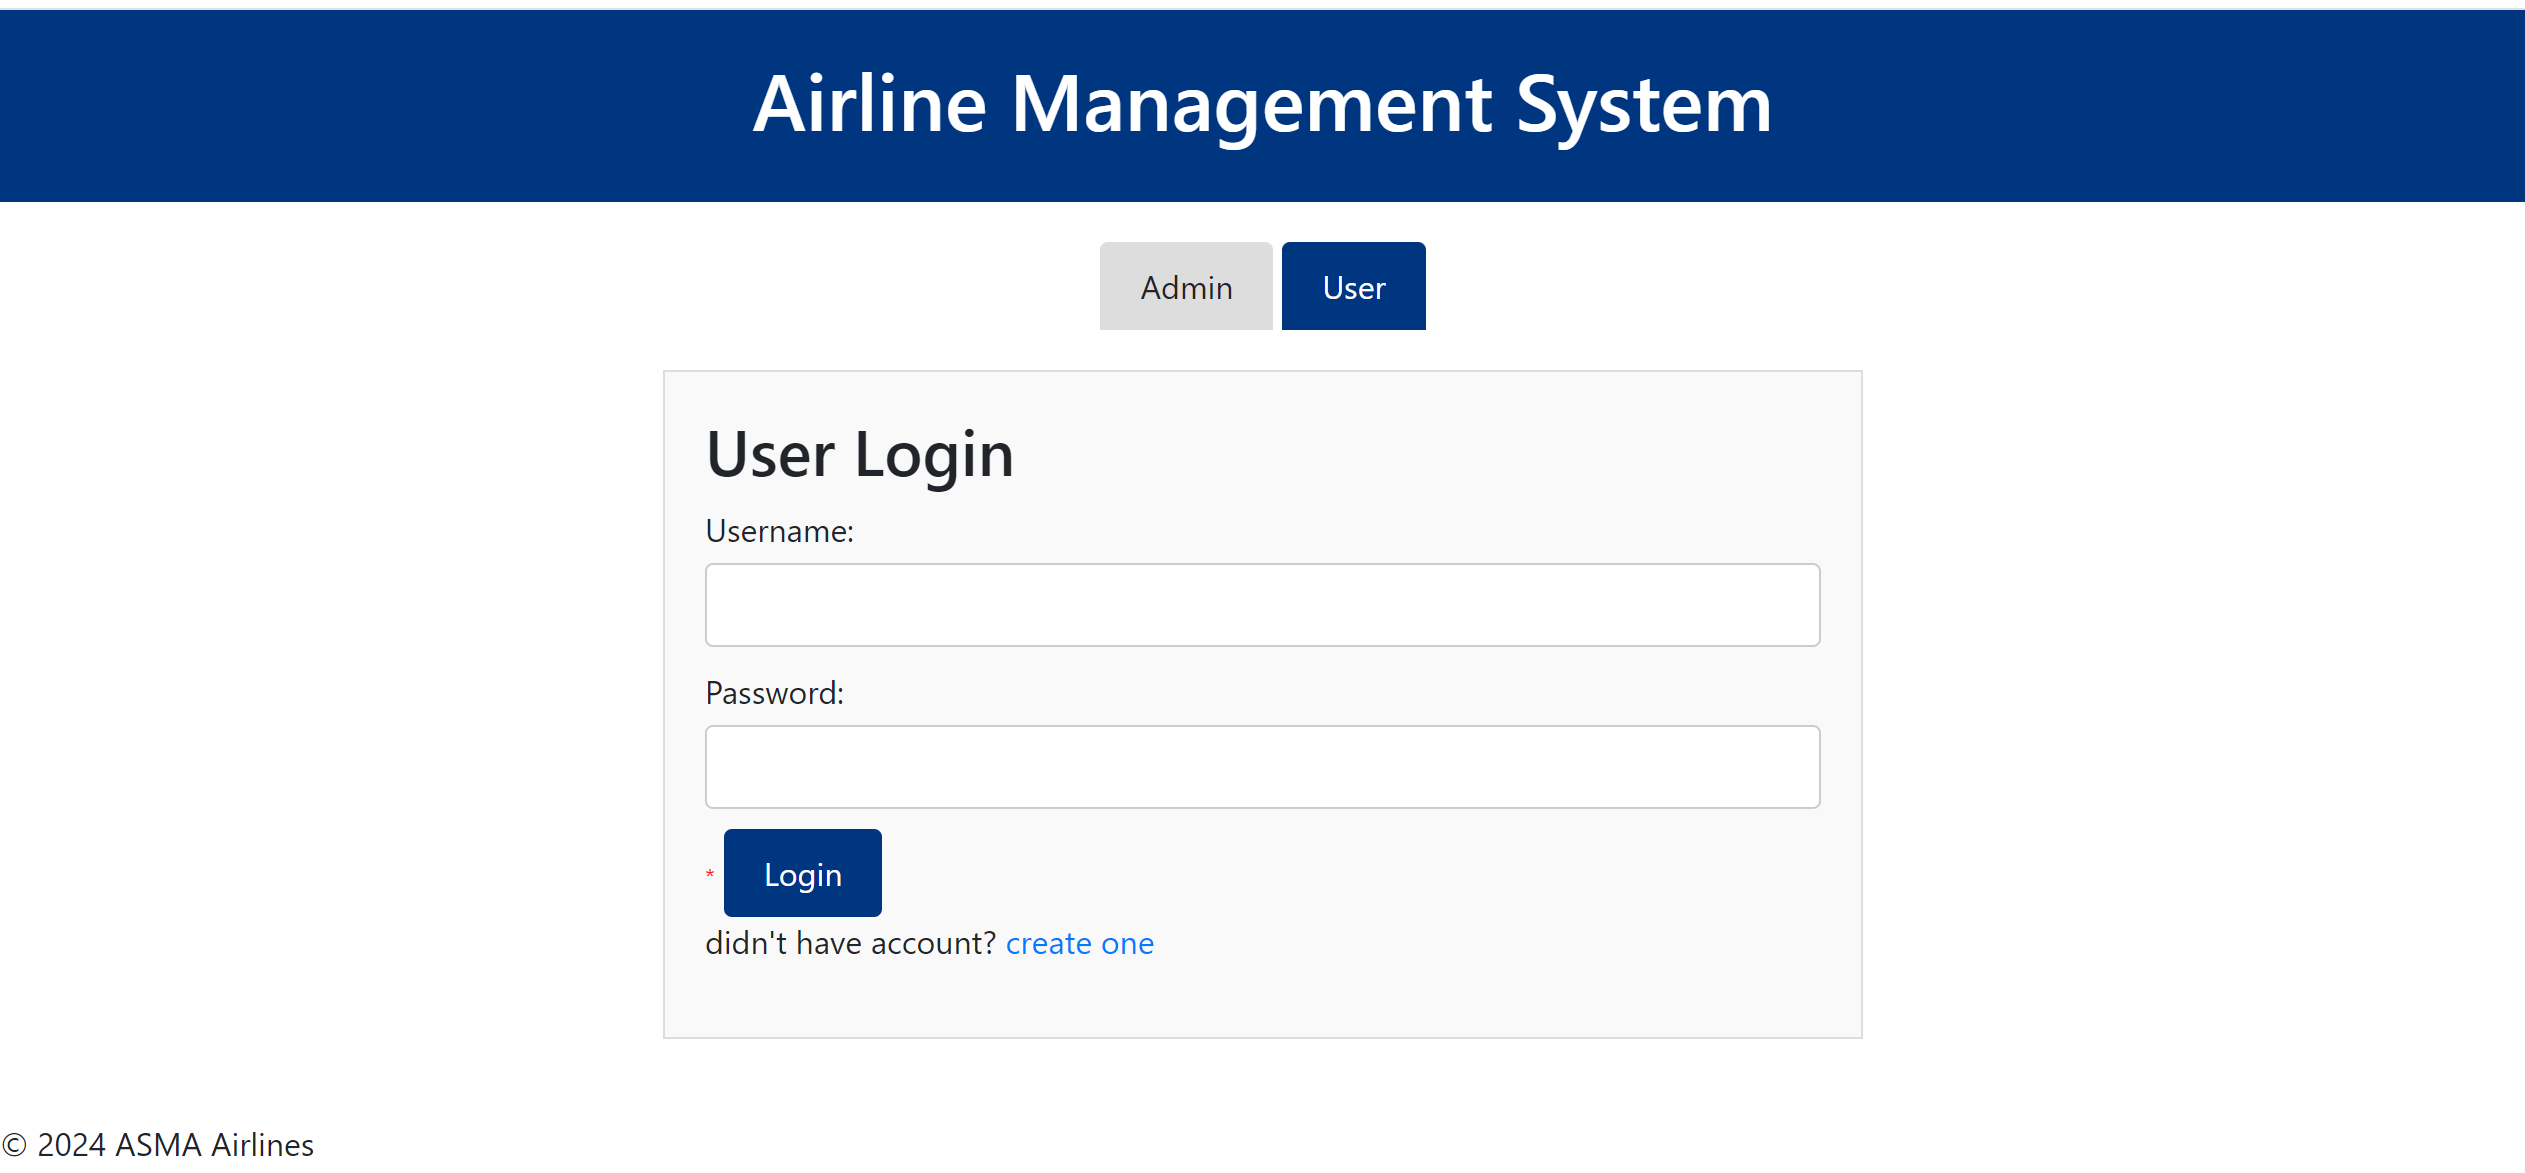 Airline Management System
Admin User
User Login
Username:
Password:
* Login
didn't have account? create one
© 2024 ASMA Airlines